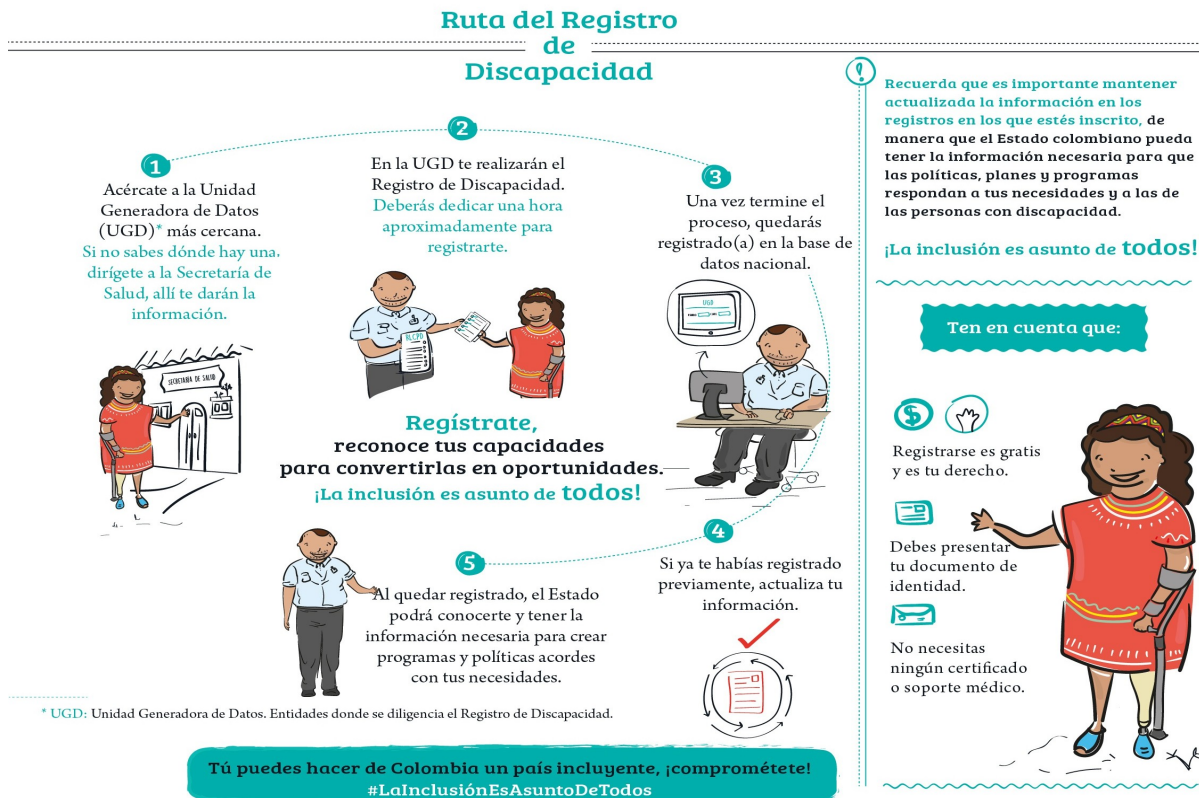 Ruta del Registro
de
Discapacidad
1
Acércate a la Unidad
Generadora de Datos
(UGD)* más cercana.
Si no sabes dónde hay una,
dirígete a la Secretaría de
Salud, allí te darán la
información.
SECRETARÍA DE SALUD
2
En la UGD te realizarán el
Registro de Discapacidad.
Deberás dedicar una hora
aproximadamente para
registrarte.
RLCPD
3
Una vez termine el
proceso, quedarás
registrado(a) en la base de
datos nacional.
UGD
Regístrate,
reconoce tus capacidades
para convertirlas en oportunidades.
¡La inclusión es asunto de todos!
4
Si ya te habías registrado
previamente, actualiza tu
información.
5
Al quedar registrado, el Estado
podrá conocerte y tener la
información necesaria para crear
programas y políticas acordes
con tus necesidades.
* UGD: Unidad Generadora de Datos. Entidades donde se diligencia el Registro de Discapacidad.
Tú puedes hacer de Colombia un país incluyente, ¡comprométete!
#LaInclusiónEsAsuntoDeTodos
Recuerda que es importante mantener
actualizada la información en los
registros en los que estés inscrito, de
manera que el Estado colombiano pueda
tener la información necesaria para que
las políticas, planes y programas
respondan a tus necesidades y a las de
las personas con discapacidad.
¡La inclusión es asunto de todos!
Ten en cuenta que:
$
Registrarse es gratis
y es tu derecho.
Debes presentar
tu documento de
identidad.
No necesitas
ningún certificado
o soporte médico.